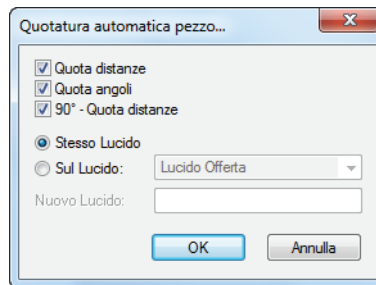 Quotatura automatica pezzo...
Quota distanze
Quota angoli
90° - Quota distanze
Stesso Lucido
Sul Lucido: Lucido Offerta
Nuovo Lucido:
OK Annulla